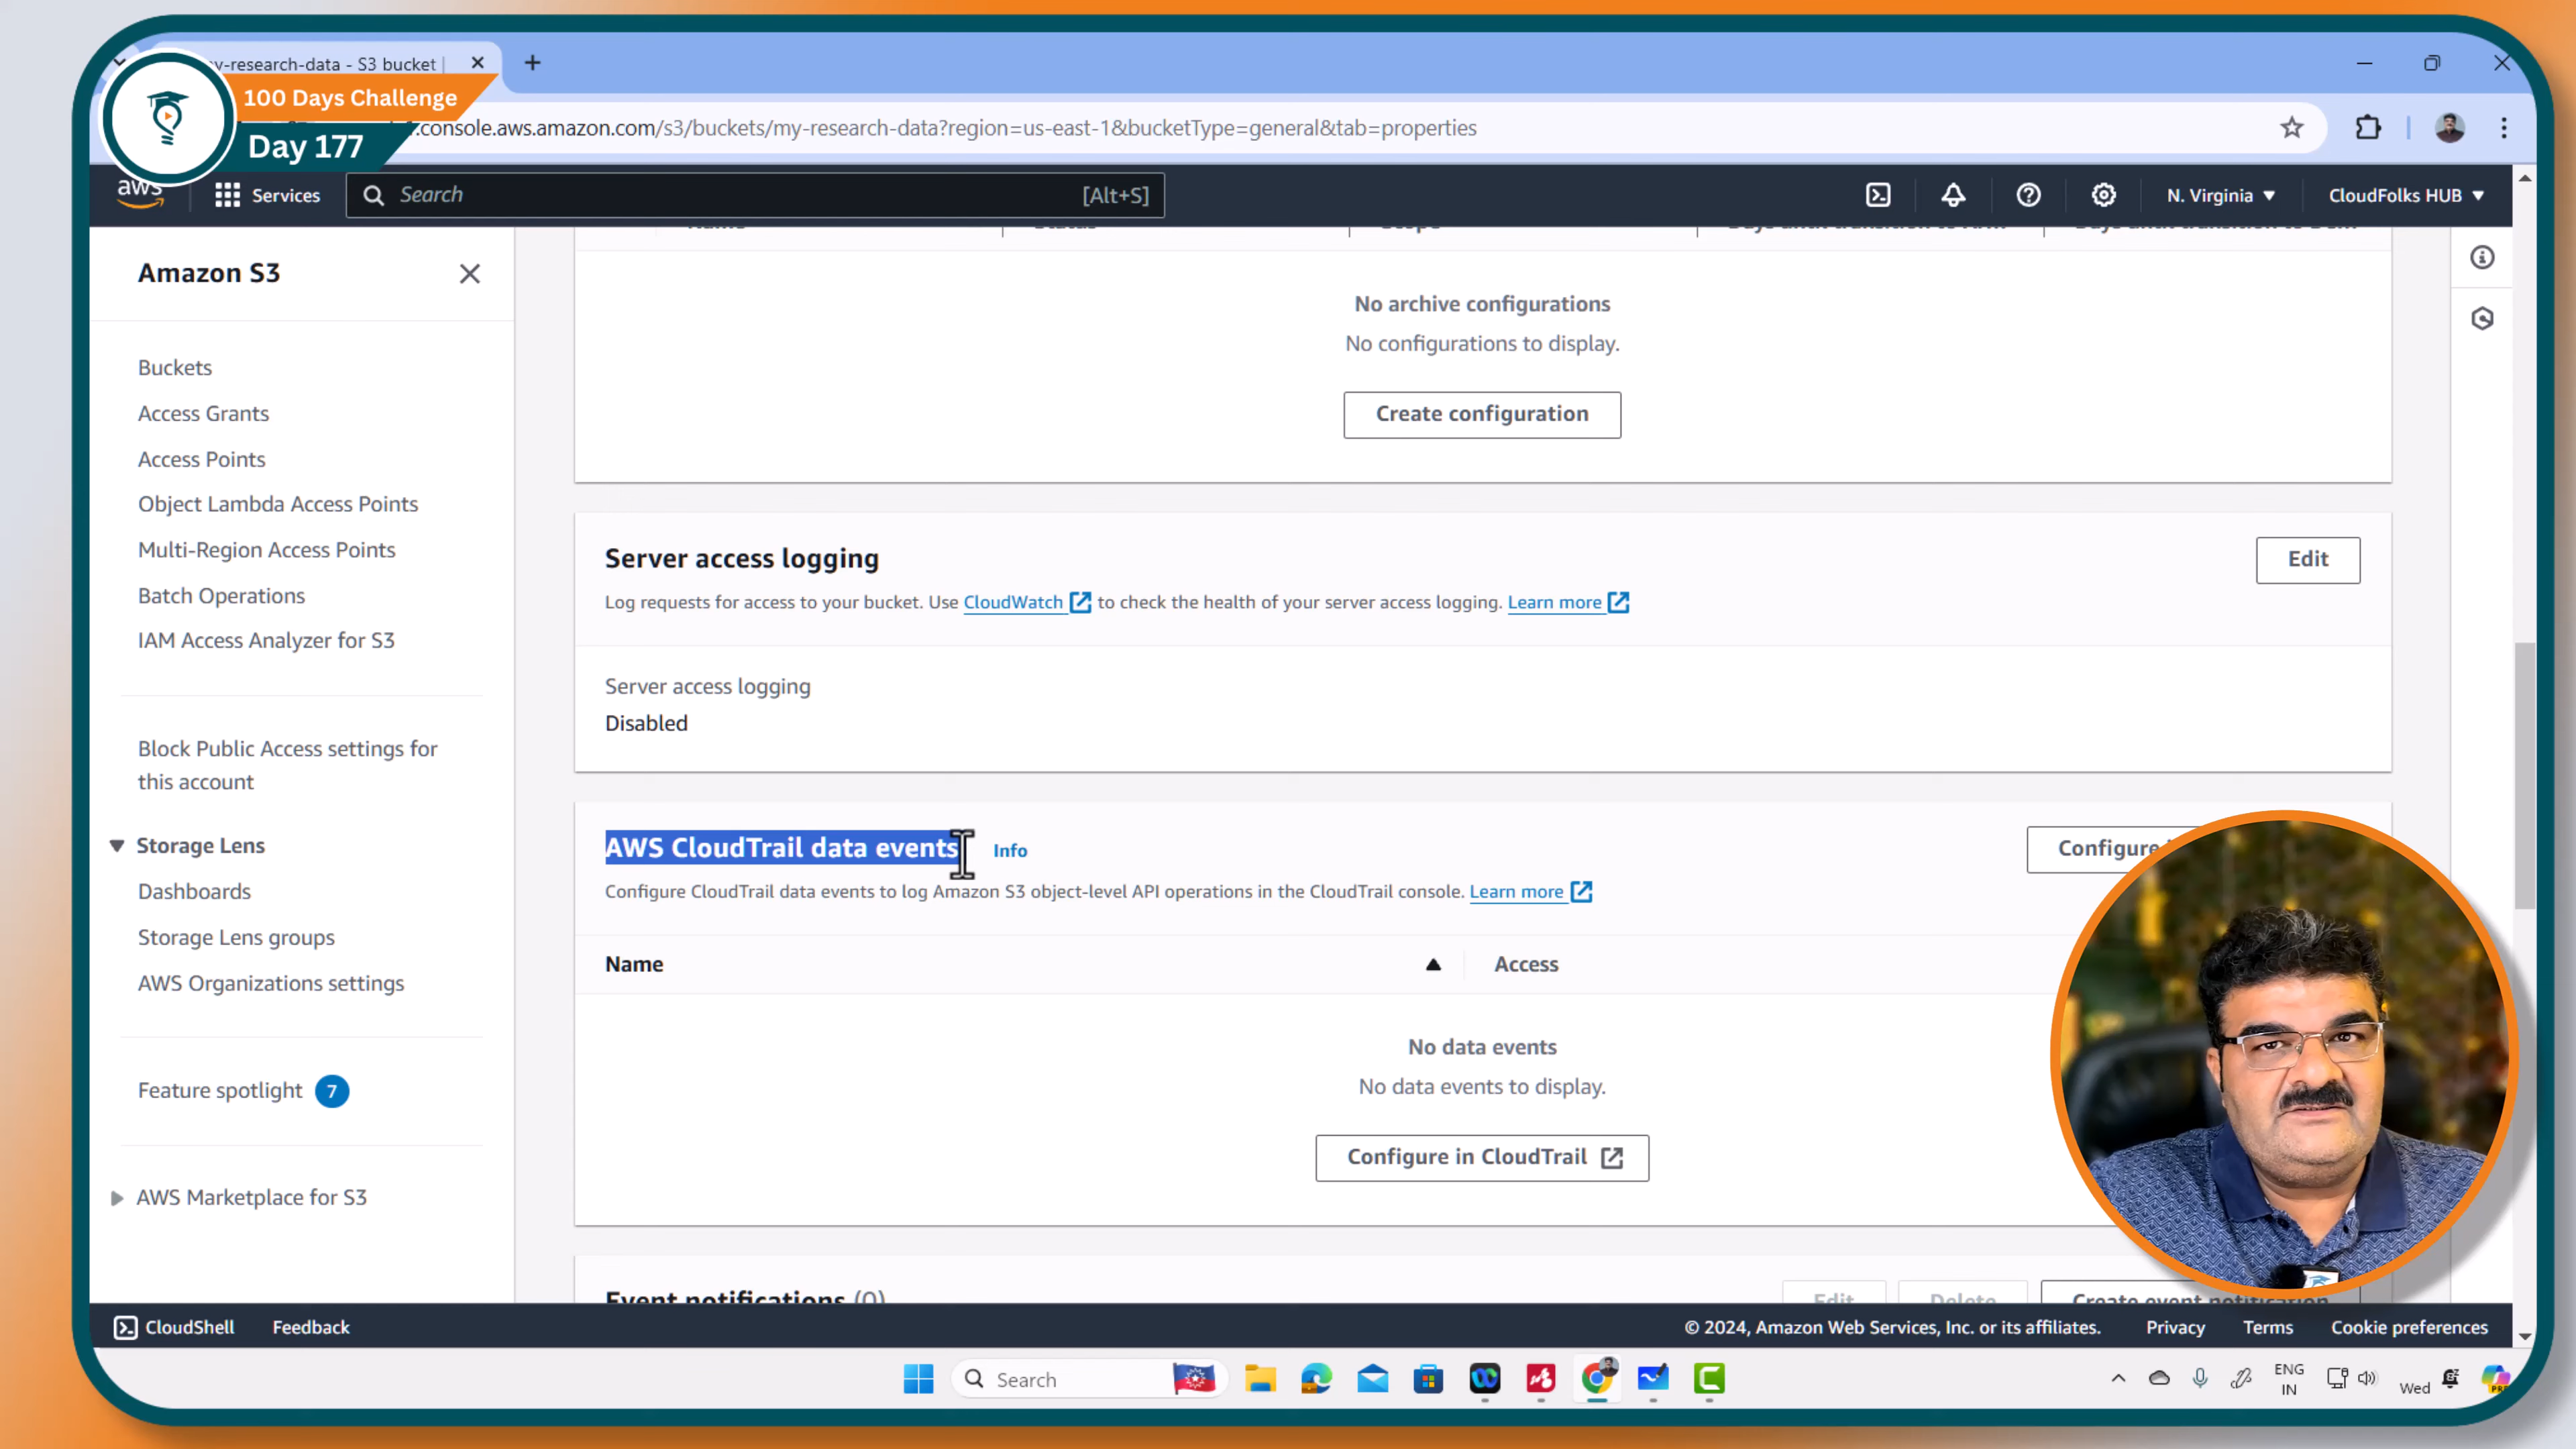 my-research-data - S3 bucket |
100 Days Challenge
Day 177
.console.aws.amazon.com/s3/buckets/my-research-data?region=us-east-1&bucketType=general&tab=properties
aws
Services
Search
[Alt+S]
N. Virginia
CloudFolks HUB
Amazon S3
Buckets
Access Grants
Access Points
Object Lambda Access Points
Multi-Region Access Points
Batch Operations
IAM Access Analyzer for S3
Block Public Access settings for
this account
Storage Lens
Dashboards
Storage Lens groups
AWS Organizations settings
Feature spotlight 7
AWS Marketplace for S3
Name
Status
Scope
No archive configurations
No configurations to display.
Create configuration
Server access logging
Edit
Log requests for access to your bucket. Use CloudWatch to check the health of your server access logging. Learn more
Server access logging
Disabled
AWS CloudTrail data events Info
Configure
Configure CloudTrail data events to log Amazon S3 object-level API operations in the CloudTrail console. Learn more
Name
Access
No data events
No data events to display.
Configure in CloudTrail
Event notifications (0)
Edit
Delete
Create event notification
CloudShell
Feedback
© 2024, Amazon Web Services, Inc. or its affiliates.
Privacy
Terms
Cookie preferences
Search
ENG
IN
Wed